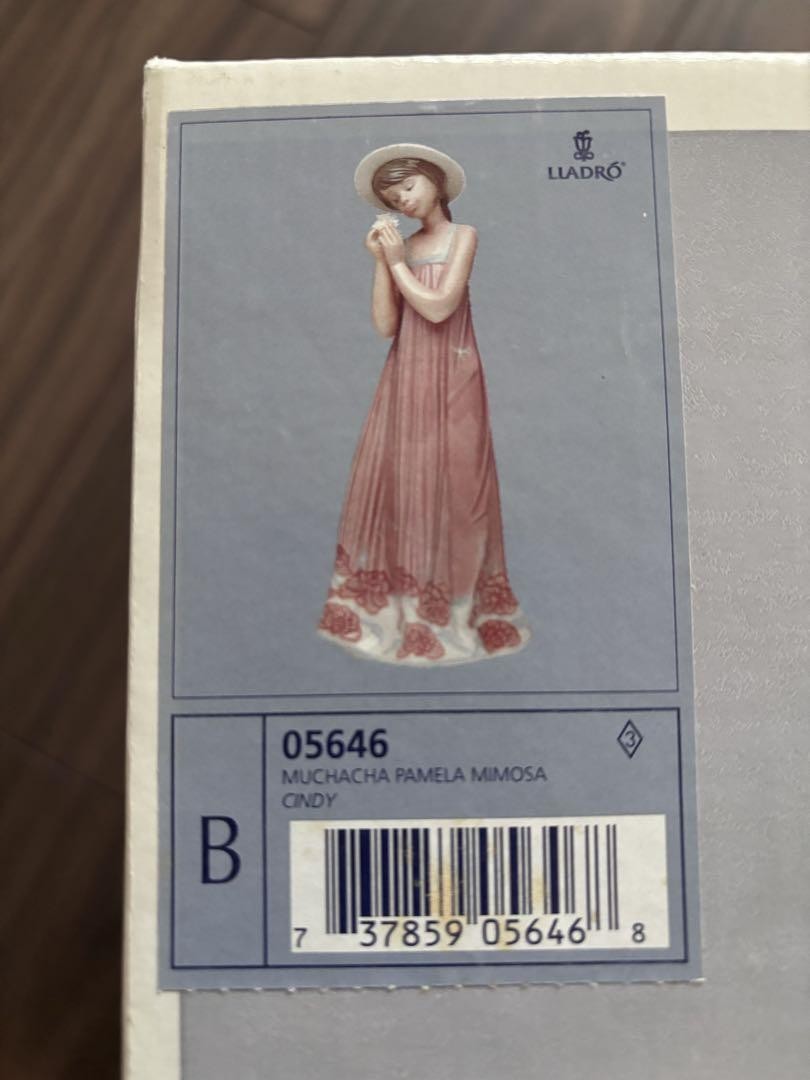 LLADRÓ®
05646
3
MUCHACHA PAMELA MIMOSA
CINDY
B
7 37859 05646 8